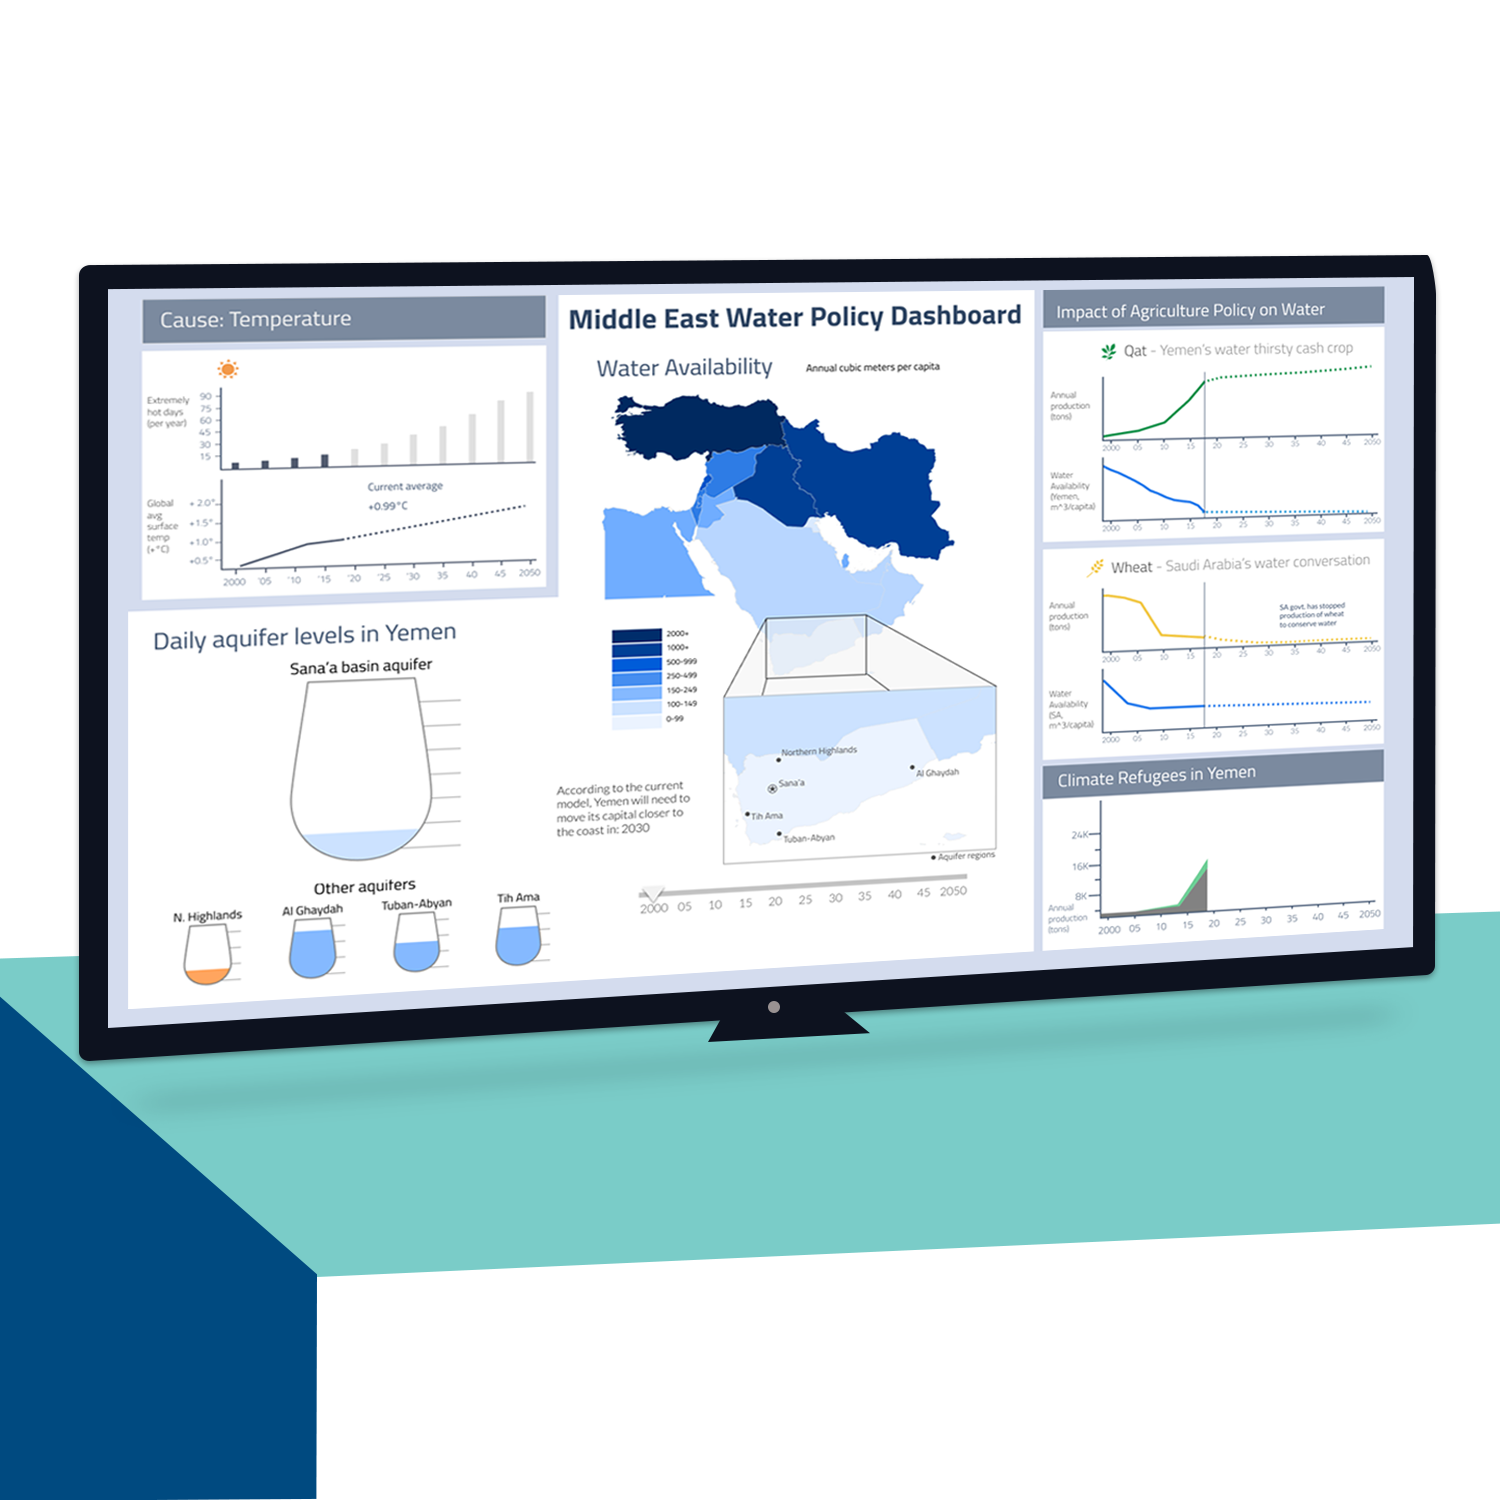 Cause: Temperature
Extremely
hot days
(per year)
90
75
60
45
30
15
Global
avg
surface
temp
(+°C)
+ 2.0°
+1.5°
+1.0°
+0.5°
Current average
+0.99°C
2000 '05 '10 '15 '20 '25 '30 35 40 45 2050
Daily aquifer levels in Yemen
Sana'a basin aquifer
Other aquifers
N. Highlands
Al Ghaydah
Tuban-Abyan
Tih Ama
Middle East Water Policy Dashboard
Water Availability
Annual cubic meters per capita
2000+
1000+
500-999
250-499
150-249
100-149
0-99
According to the current
model, Yemen will need to
move its capital closer to
the coast in: 2030
Northern Highlands
Sana'a
Al Ghaydah
Tih Ama
Tuban-Abyan
Aquifer regions
2000 05 10 15 20 25 30 35 40 45 2050
Impact of Agriculture Policy on Water
Qat - Yemen's water thirsty cash crop
Annual
production
(tons)
2000 05 10 15 20 25 30 35 40 45 2050
Water
Availability
(Yemen,
m^3/capita)
2000 05 10 15 20 25 30 35 40 45 2050
Wheat - Saudi Arabia's water conversation
Annual
production
(tons)
SA govt. has stopped
production of wheat
to conserve water
2000 05 10 15 20 25 30 35 40 45 2050
Water
Availability
(SA,
m^3/capita)
2000 05 10 15 20 25 30 35 40 45 2050
Climate Refugees in Yemen
24K
16K
8K
Annual
production
(tons)
2000 05 10 15 20 25 30 35 40 45 2050